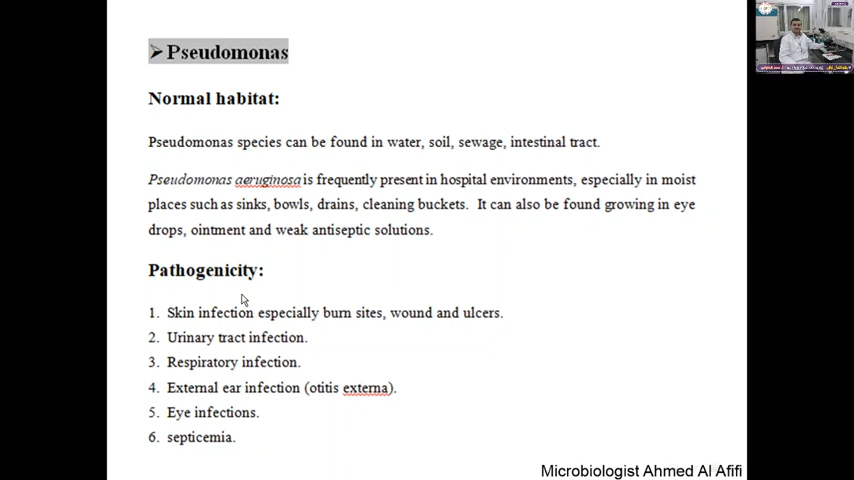 ➢ Pseudomonas
Normal habitat:
Pseudomonas species can be found in water, soil, sewage, intestinal tract.
Pseudomonas aeruginosa is frequently present in hospital environments, especially in moist
places such as sinks, bowls, drains, cleaning buckets. It can also be found growing in eye
drops, ointment and weak antiseptic solutions.
Pathogenicity:
1. Skin infection especially burn sites, wound and ulcers.
2. Urinary tract infection.
3. Respiratory infection.
4. External ear infection (otitis externa).
5. Eye infections.
6. septicemia.
Microbiologist Ahmed Al Afifi